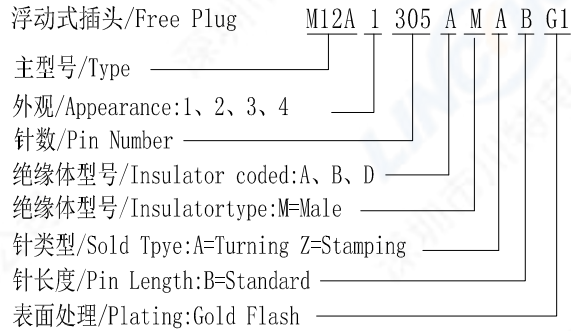 浮动式插头/Free Plug M12A 1 305 A M A B G1
主型号/Type
外观/Appearance:1、2、3、4
针数/Pin Number
绝缘体型号/Insulator coded:A、B、D
绝缘体型号/Insulatortype:M=Male
针类型/Sold Tpye:A=Turning Z=Stamping
针长度/Pin Length:B=Standard
表面处理/Plating:Gold Flash